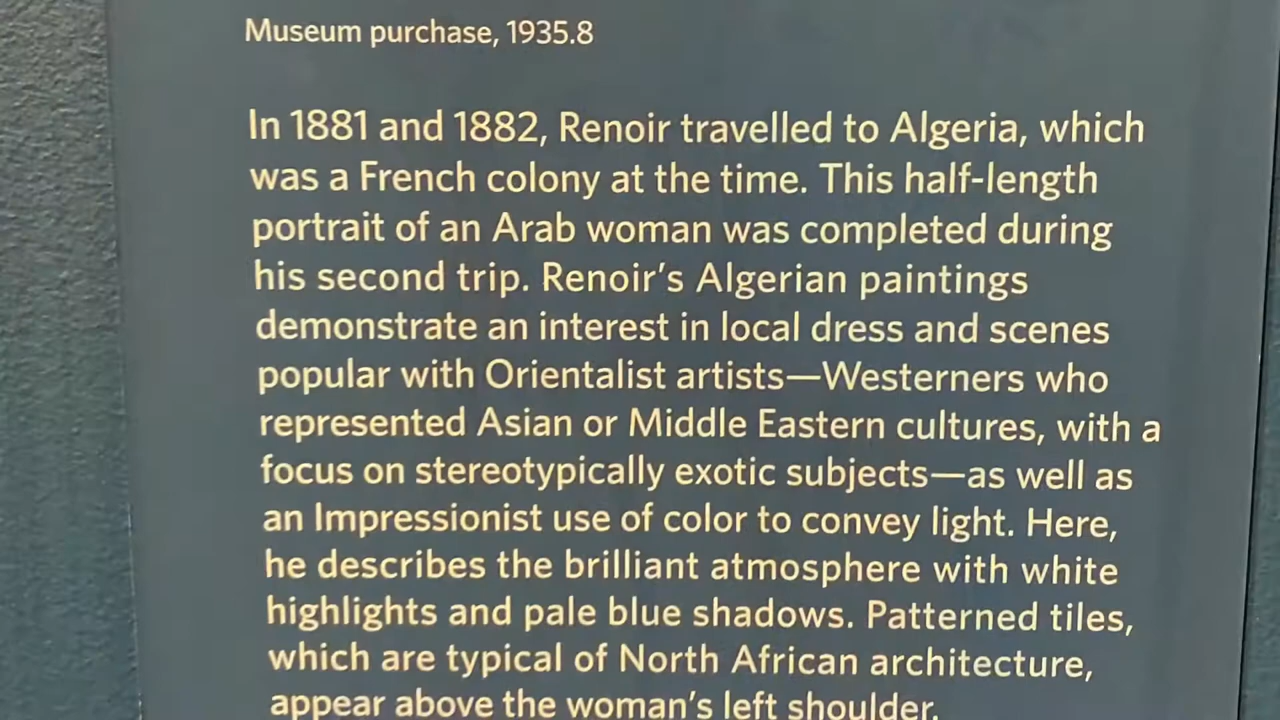 Museum purchase, 1935.8
In 1881 and 1882, Renoir travelled to Algeria, which
was a French colony at the time. This half-length
portrait of an Arab woman was completed during
his second trip. Renoir's Algerian paintings
demonstrate an interest in local dress and scenes
popular with Orientalist artists—Westerners who
represented Asian or Middle Eastern cultures, with a
focus on stereotypically exotic subjects—as well as
an Impressionist use of color to convey light. Here,
he describes the brilliant atmosphere with white
highlights and pale blue shadows. Patterned tiles,
which are typical of North African architecture,
appear above the woman's left shoulder.